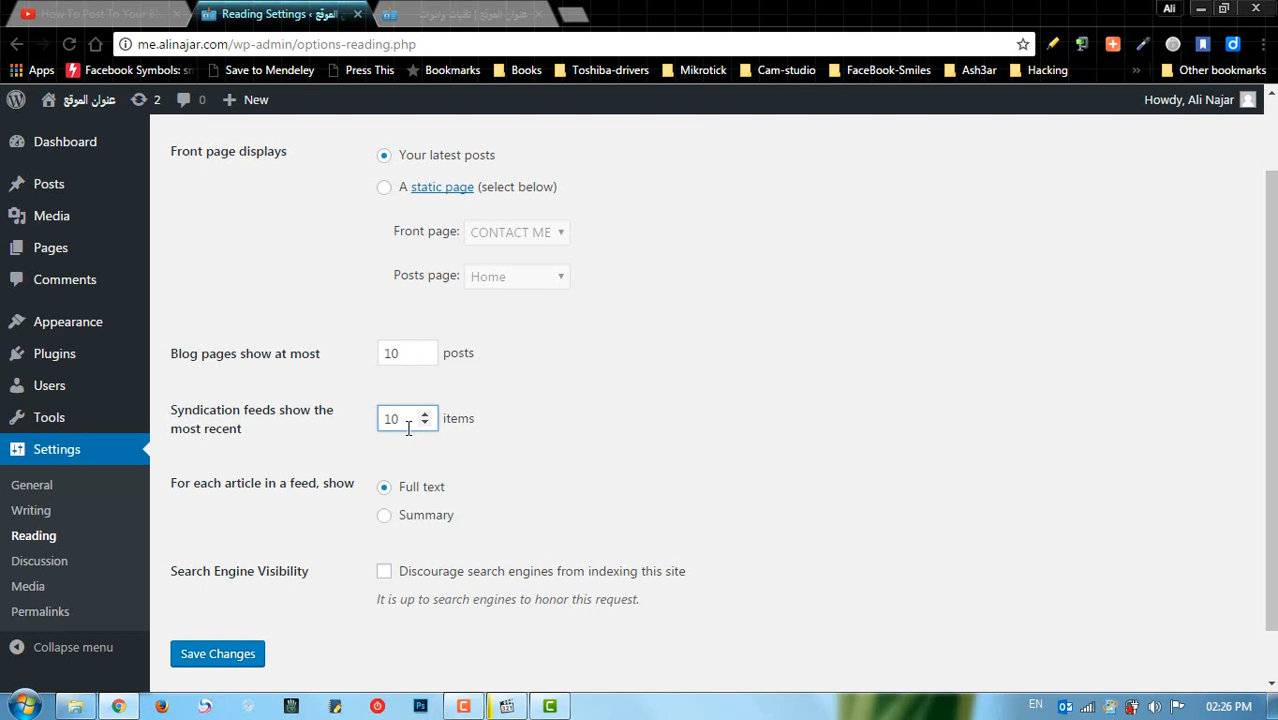 How To Post To Your E
Reading Settings ‹ عنوان الموقع
عنوان الموقع | تقنيات وأدوات
Ali
me.alinajar.com/wp-admin/options-reading.php
Apps
Facebook Symbols: sm
Save to Mendeley
Press This
Bookmarks
Books
Toshiba-drivers
Mikrotick
Cam-studio
FaceBook-Smiles
Ash3ar
Hacking
»
Other bookmarks
عنوان الموقع
2
0
New
Howdy, Ali Najar
Dashboard
Posts
Media
Pages
Comments
Appearance
Plugins
Users
Tools
Settings
General
Writing
Reading
Discussion
Media
Permalinks
Collapse menu
Front page displays
Your latest posts
A static page (select below)
Front page: CONTACT ME
Posts page: Home
Blog pages show at most 10 posts
Syndication feeds show the
most recent
10 items
For each article in a feed, show
Full text
Summary
Search Engine Visibility
Discourage search engines from indexing this site
It is up to search engines to honor this request.
Save Changes
Ps
EN
02:26 PM